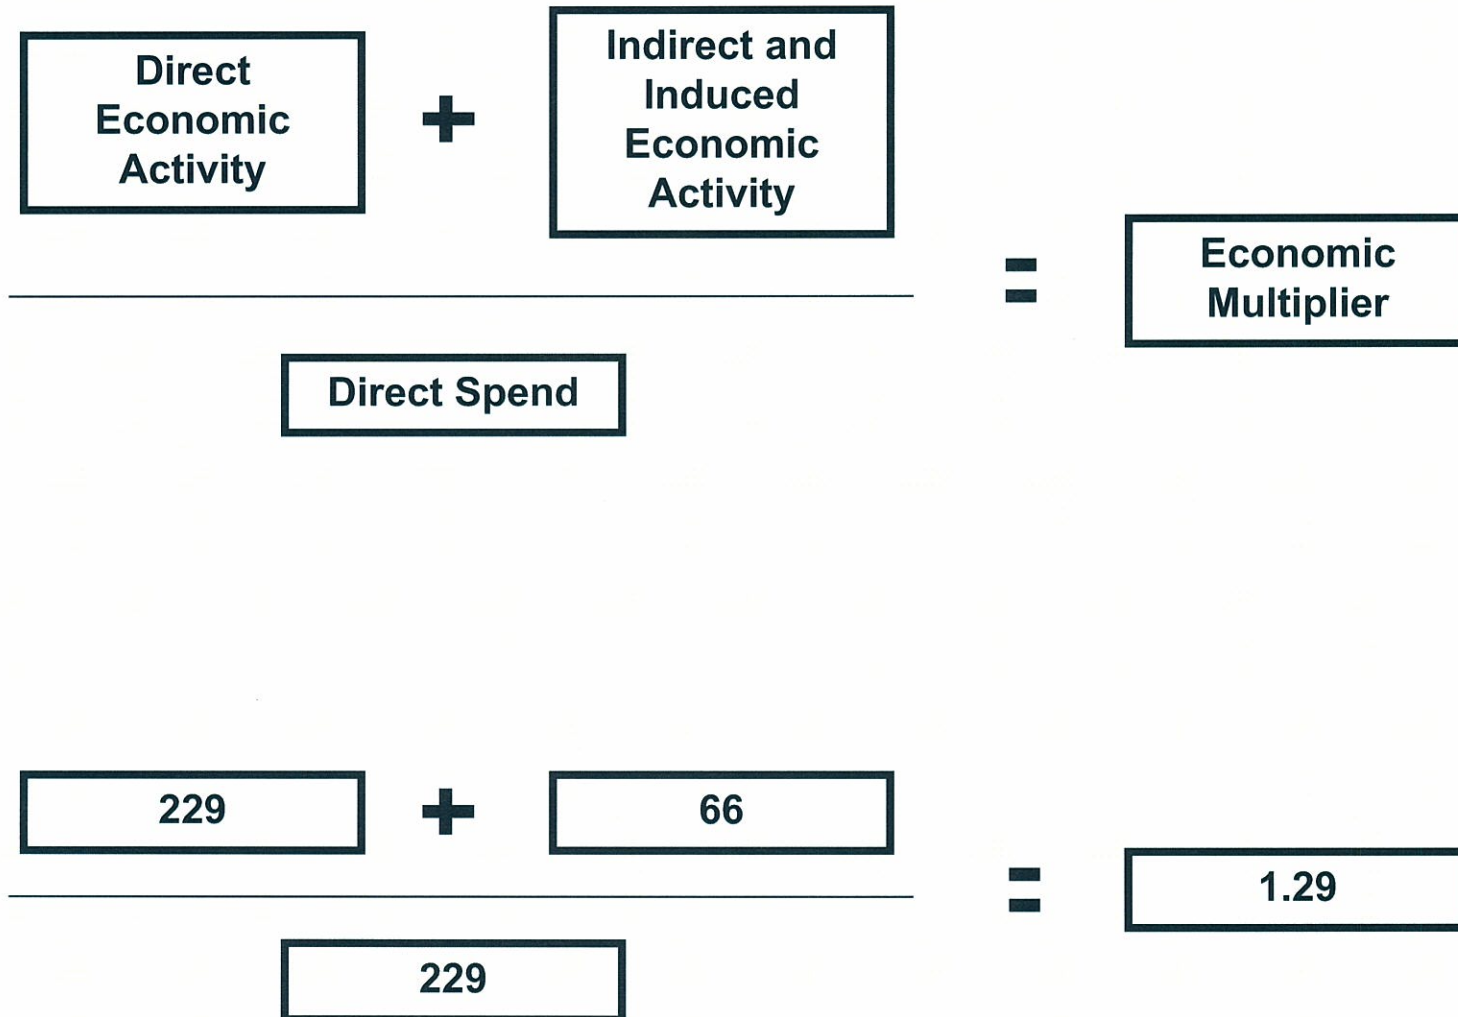 Direct
Economic
Activity
+
Indirect and
Induced
Economic
Activity
=
Economic
Multiplier
Direct Spend
229
+
66
=
1.29
229